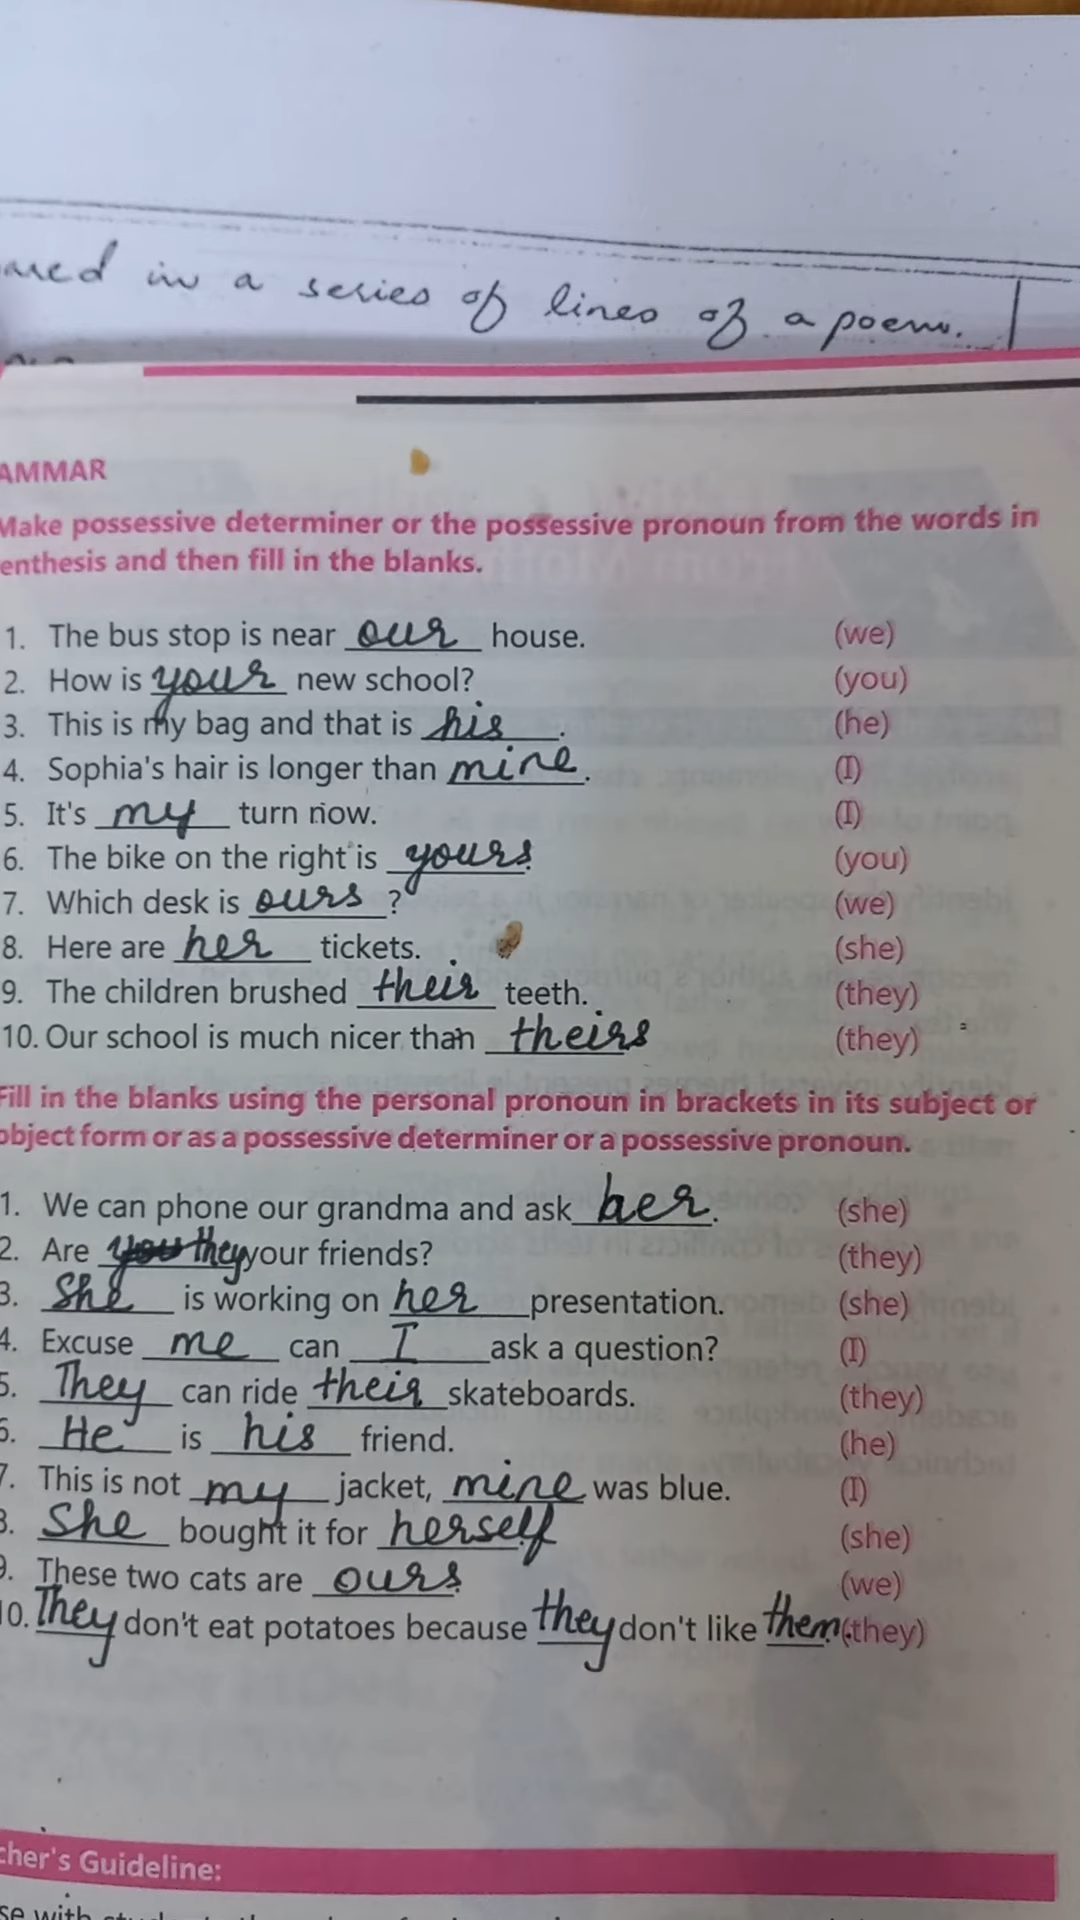 in a series of lines of a poem.
AMMAR
Make possessive determiner or the possessive pronoun from the words in
enthesis and then fill in the blanks.
1. The bus stop is near our house. (we)
2. How is your new school? (you)
3. This is my bag and that is his. (he)
4. Sophia's hair is longer than mine. (I)
5. It's my turn now. (I)
6. The bike on the right is yours. (you)
7. Which desk is ours? (we)
8. Here are her tickets. (she)
9. The children brushed their teeth. (they)
10. Our school is much nicer than theirs (they)
Fill in the blanks using the personal pronoun in brackets in its subject or
object form or as a possessive determiner or a possessive pronoun.
1. We can phone our grandma and ask her. (she)
2. Are they your friends? (they)
3. She is working on her presentation. (she)
4. Excuse me can I ask a question? (I)
5. They can ride their skateboards. (they)
6. He is his friend. (he)
7. This is not my jacket, mine was blue. (I)
8. She bought it for herself (she)
9. These two cats are ours. (we)
10. They don't eat potatoes because they don't like them. (they)
cher's Guideline: